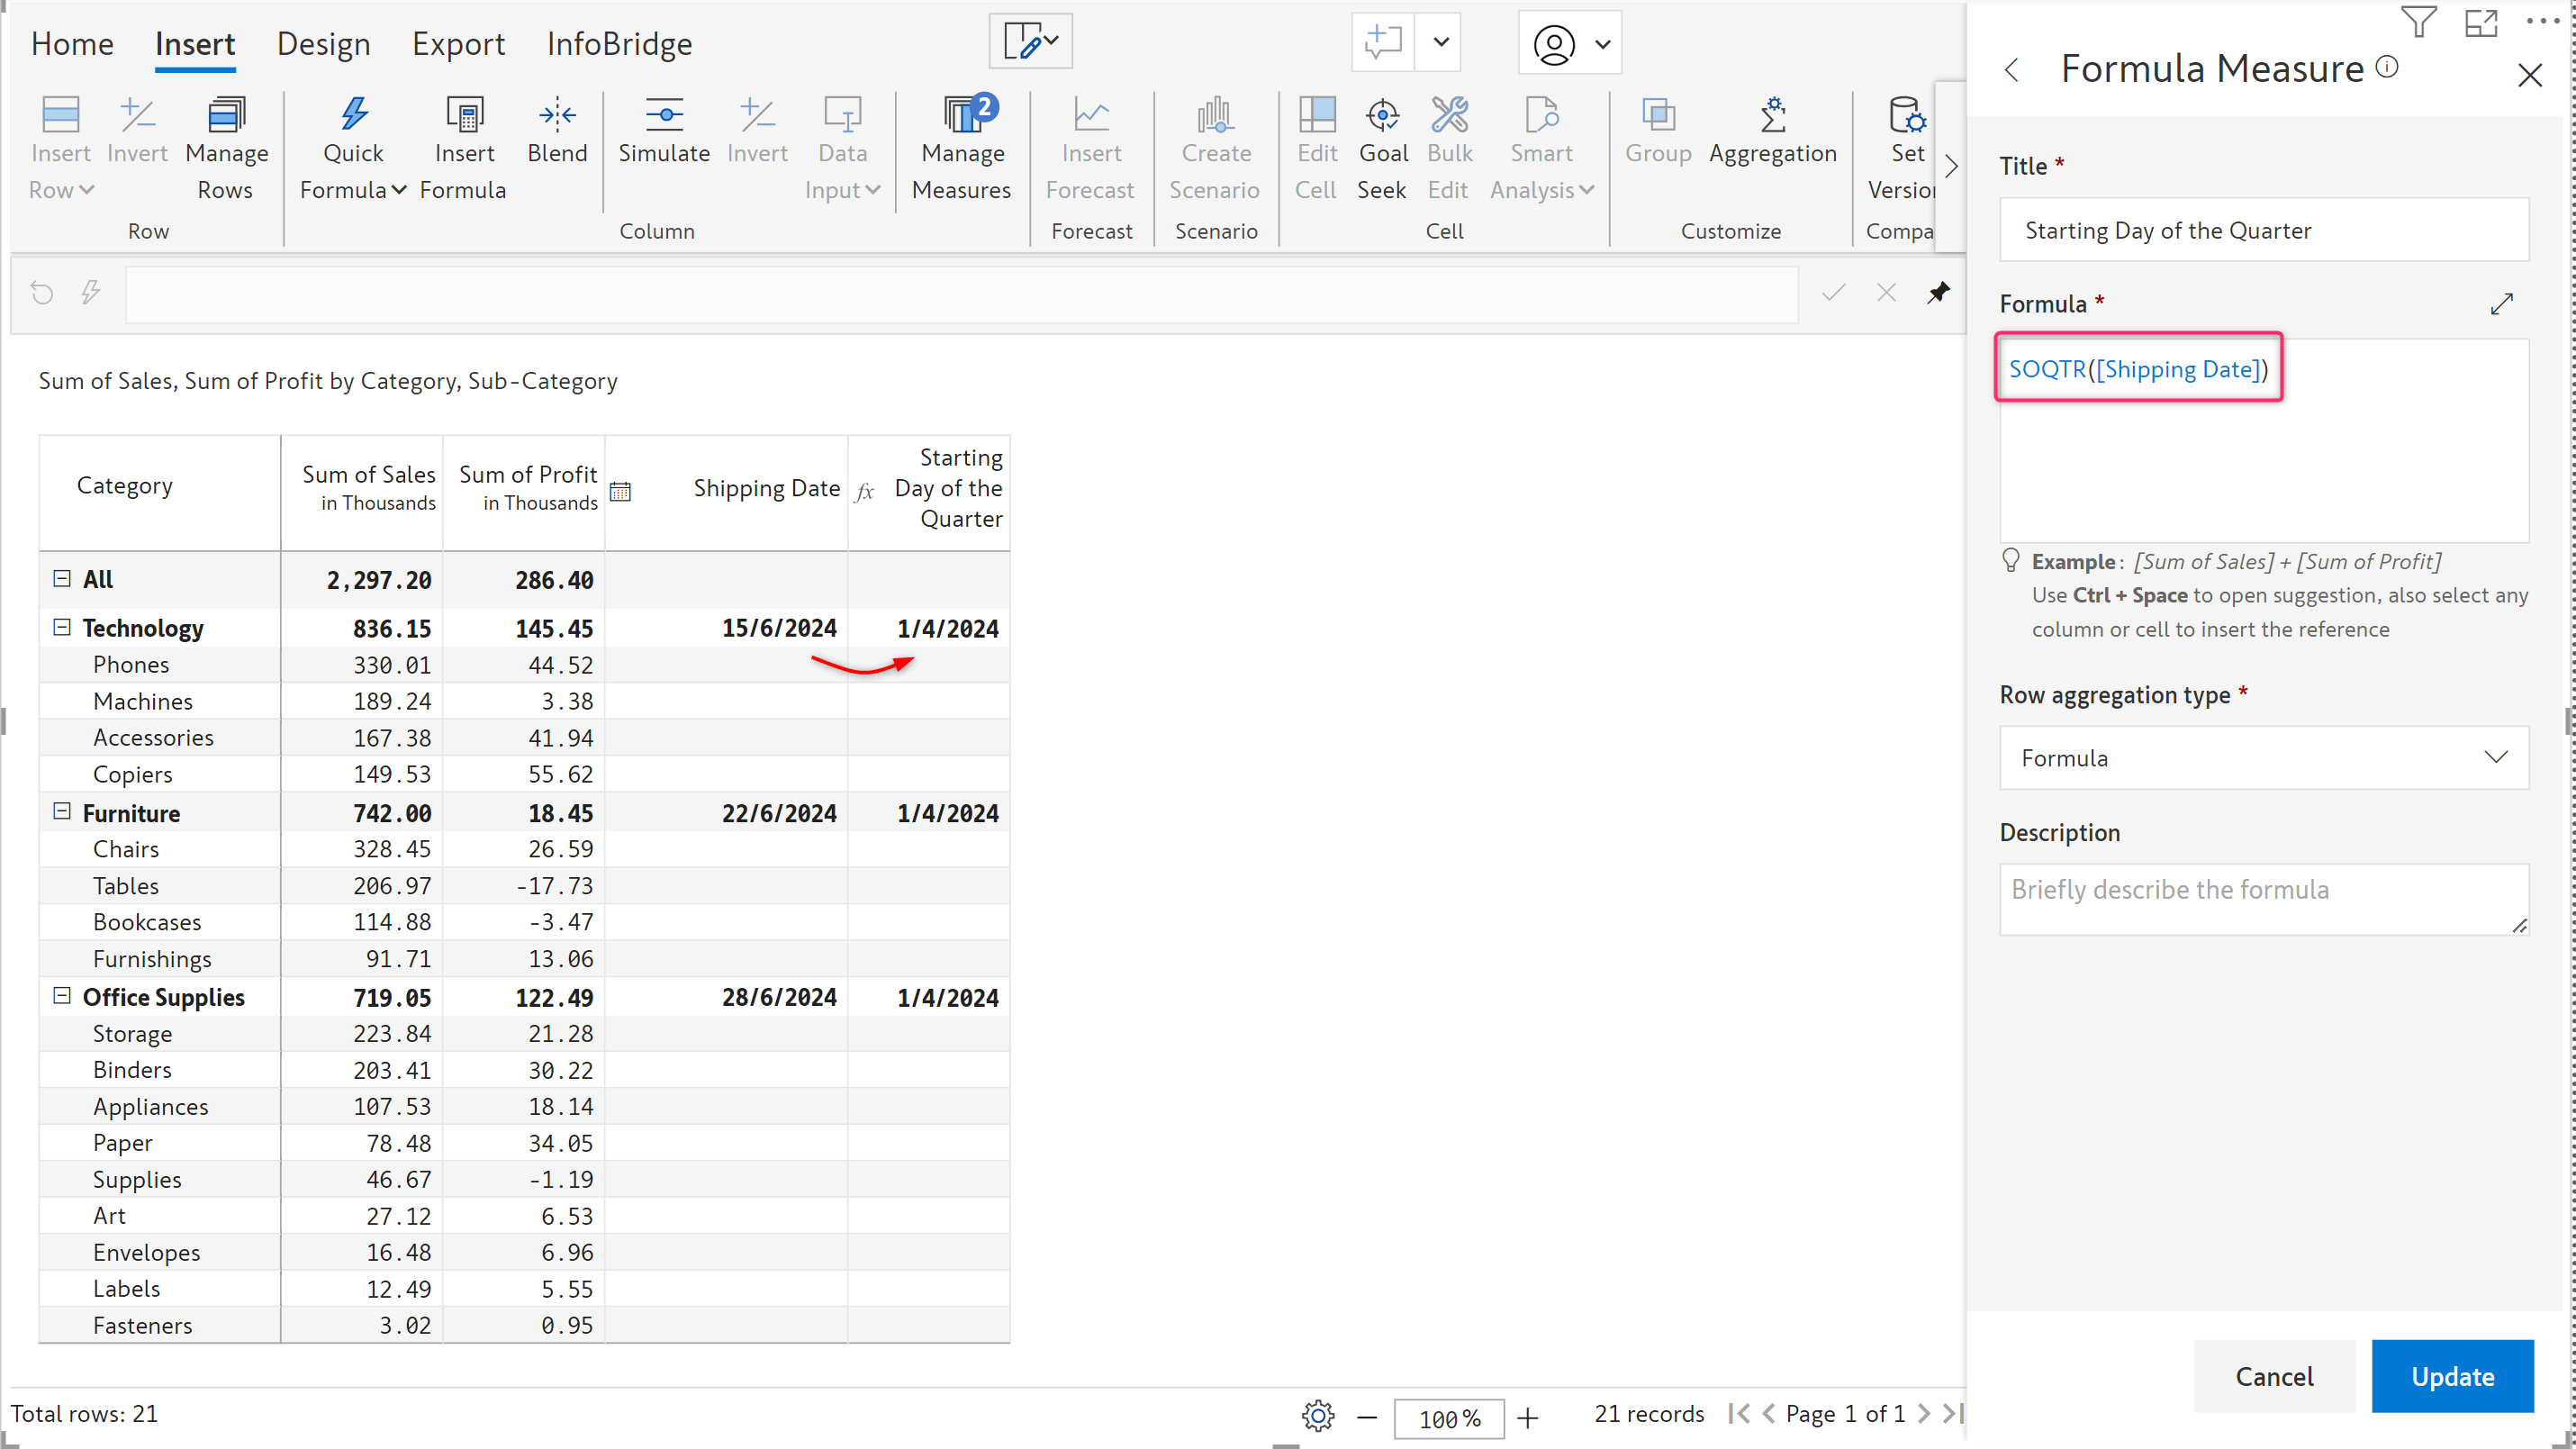 Home Insert Design Export InfoBridge
Insert Row
Invert
Manage Rows
Quick Formula
Insert Formula
Blend
Simulate
Invert
Data Input
2
Manage Measures
Insert Forecast
Create Scenario
Edit Cell
Goal Seek
Bulk Edit
Smart Analysis
Group
Aggregation
Set
Row Column Forecast Scenario Cell Customize
Sum of Sales, Sum of Profit by Category, Sub-Category
Category
Sum of Sales
in Thousands
Sum of Profit
in Thousands
Shipping Date
fx
Starting
Day of the
Quarter
All 2,297.20 286.40
Technology 836.15 145.45 15/6/2024 1/4/2024
Phones 330.01 44.52
Machines 189.24 3.38
Accessories 167.38 41.94
Copiers 149.53 55.62
Furniture 742.00 18.45 22/6/2024 1/4/2024
Chairs 328.45 26.59
Tables 206.97 -17.73
Bookcases 114.88 -3.47
Furnishings 91.71 13.06
Office Supplies 719.05 122.49 28/6/2024 1/4/2024
Storage 223.84 21.28
Binders 203.41 30.22
Appliances 107.53 18.14
Paper 78.48 34.05
Supplies 46.67 -1.19
Art 27.12 6.53
Envelopes 16.48 6.96
Labels 12.49 5.55
Fasteners 3.02 0.95
Total rows: 21
100 %
21 records
Page 1 of 1
Formula Measure
Title *
Starting Day of the Quarter
Formula *
SOQTR([Shipping Date])
Example : [Sum of Sales] + [Sum of Profit]
Use Ctrl + Space to open suggestion, also select any
column or cell to insert the reference
Row aggregation type *
Formula
Description
Briefly describe the formula
Cancel
Update